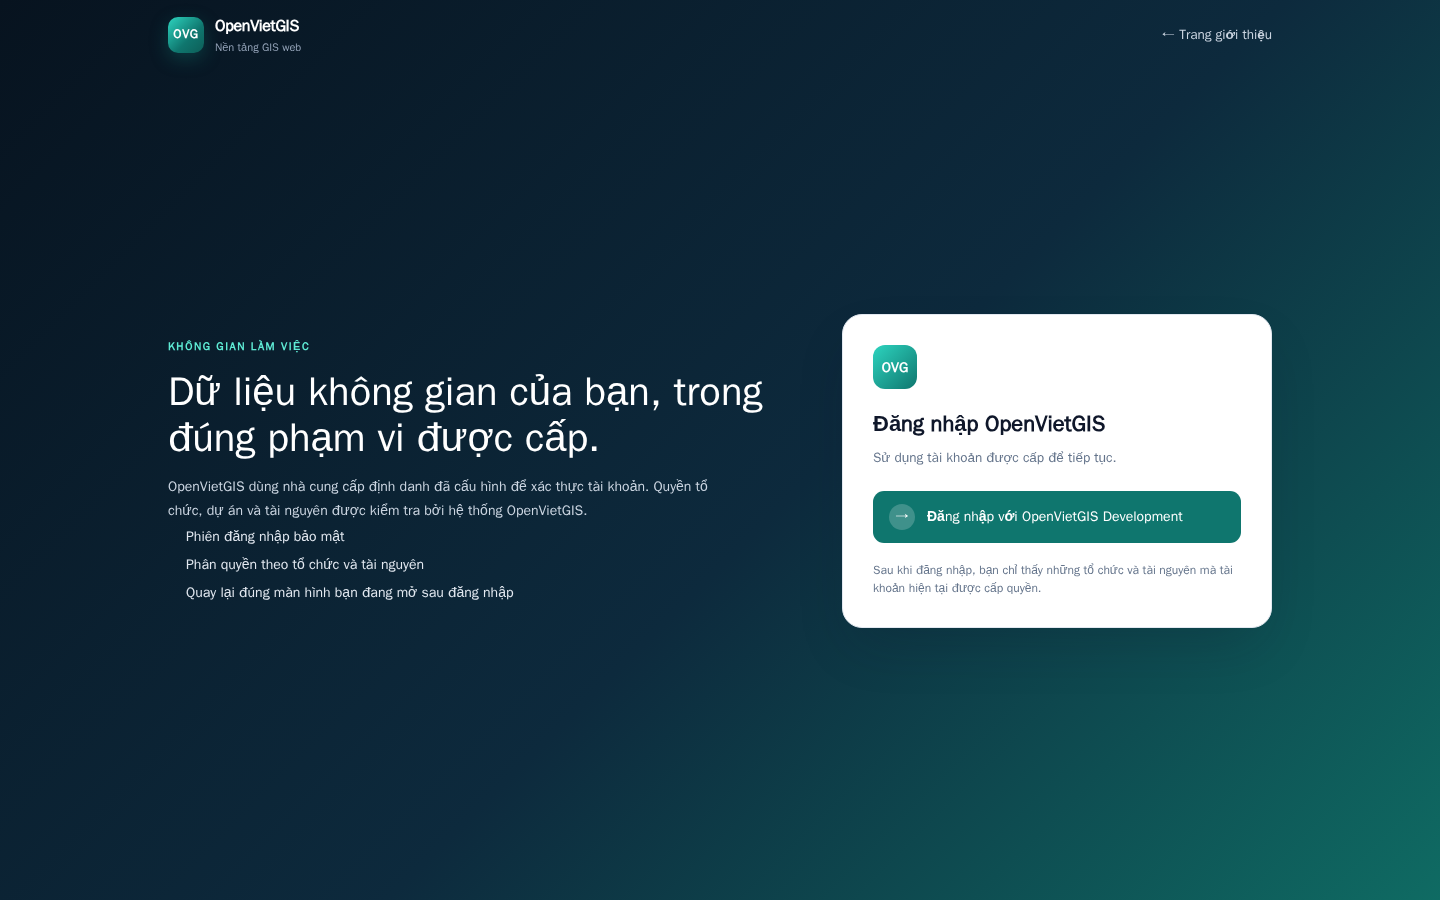 OVG
OpenVietGIS
Nền tảng GIS web
← Trang giới thiệu
KHÔNG GIAN LÀM VIỆC
Dữ liệu không gian của bạn, trong
đúng phạm vi được cấp.
OpenVietGIS dùng nhà cung cấp định danh đã cấu hình để xác thực tài khoản. Quyền tổ
chức, dự án và tài nguyên được kiểm tra bởi hệ thống OpenVietGIS.
Phiên đăng nhập bảo mật
Phân quyền theo tổ chức và tài nguyên
Quay lại đúng màn hình bạn đang mở sau đăng nhập
OVG
Đăng nhập OpenVietGIS
Sử dụng tài khoản được cấp để tiếp tục.
→ Đăng nhập với OpenVietGIS Development
Sau khi đăng nhập, bạn chỉ thấy những tổ chức và tài nguyên mà tài
khoản hiện tại được cấp quyền.